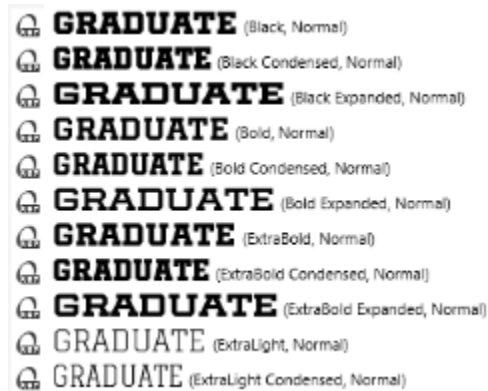 GRADUATE (Black, Normal)
GRADUATE (Black Condensed, Normal)
GRADUATE (Black Expanded, Normal)
GRADUATE (Bold, Normal)
GRADUATE (Bold Condensed, Normal)
GRADUATE (Bold Expanded, Normal)
GRADUATE (ExtraBold, Normal)
GRADUATE (ExtraBold Condensed, Normal)
GRADUATE (ExtraBold Expanded, Normal)
GRADUATE (ExtraLight, Normal)
GRADUATE (ExtraLight Condensed, Normal)